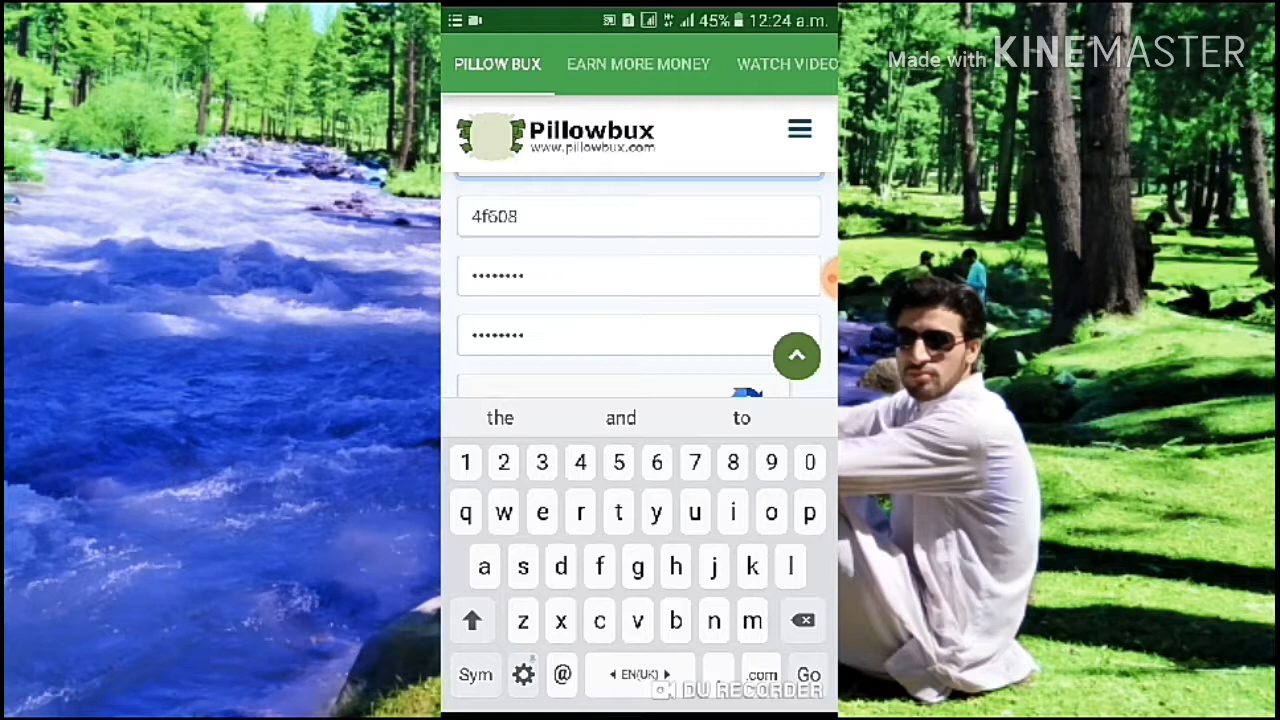 45% 12:24 a.m.
Made with KINEMASTER
PILLOW BUX EARN MORE MONEY WATCH VIDEO
Pillowbux
www.pillowbux.com
4f608
••••••••
••••••••
the and to
1 2 3 4 5 6 7 8 9 0
q w e r t y u i o p
a s d f g h j k l
z x c v b n m
Sym @ EN(UK) . .com Go
DU RECORDER